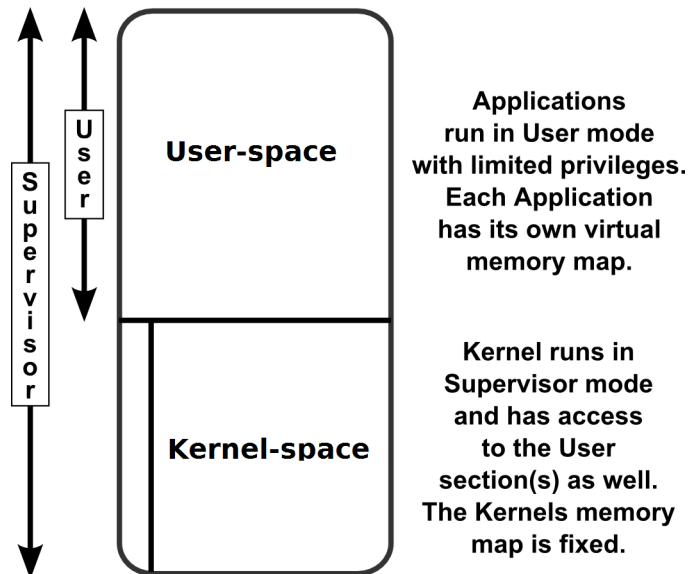 Supervisor
User
User-space
Applications
run in User mode
with limited privileges.
Each Application
has its own virtual
memory map.
Kernel-space
Kernel runs in
Supervisor mode
and has access
to the User
section(s) as well.
The Kernels memory
map is fixed.